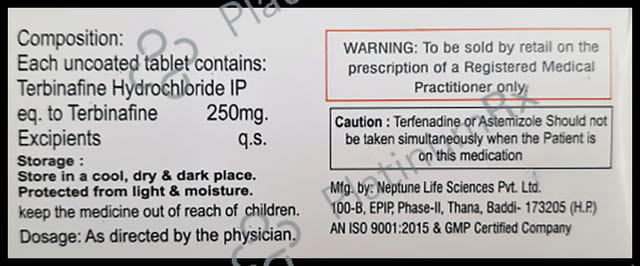 Composition:
Each uncoated tablet contains:
Terbinafine Hydrochloride IP
eq. to Terbinafine 250mg.
Excipients q.s.
Storage :
Store in a cool, dry & dark place.
Protected from light & moisture.
keep the medicine out of reach of children.
Dosage: As directed by the physician.
WARNING: To be sold by retail on the
prescription of a Registered Medical
Practitioner only.
Caution : Terfenadine or Astemizole Should not
be taken simultaneously when the Patient is
on this medication
Mfg. by: Neptune Life Sciences Pvt. Ltd.
100-B, EPIP, Phase-II, Thana, Baddi- 173205 (H.P.)
AN ISO 9001:2015 & GMP Certified Company
PlatinumRx